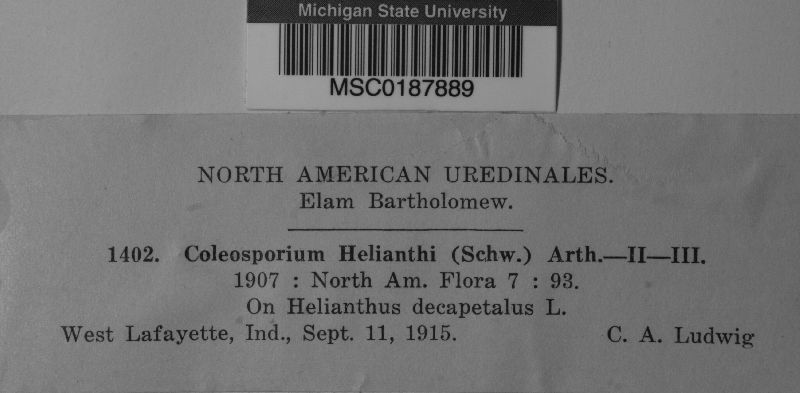 Michigan State University
MSC0187889
NORTH AMERICAN UREDINALES.
Elam Bartholomew.
1402. Coleosporium Helianthi (Schw.) Arth.—II—III.
1907 : North Am. Flora 7 : 93.
On Helianthus decapetalus L.
West Lafayette, Ind., Sept. 11, 1915. C. A. Ludwig